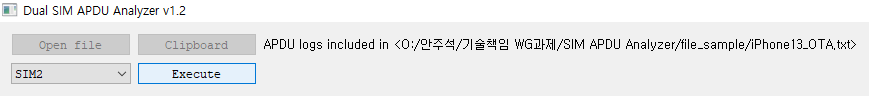 Dual SIM APDU Analyzer v1.2
Open file Clipboard APDU logs included in <O:/안주석/기술책임 WG과제/SIM APDU Analyzer/file_sample/iPhone13_OTA.txt>
SIM2 Execute